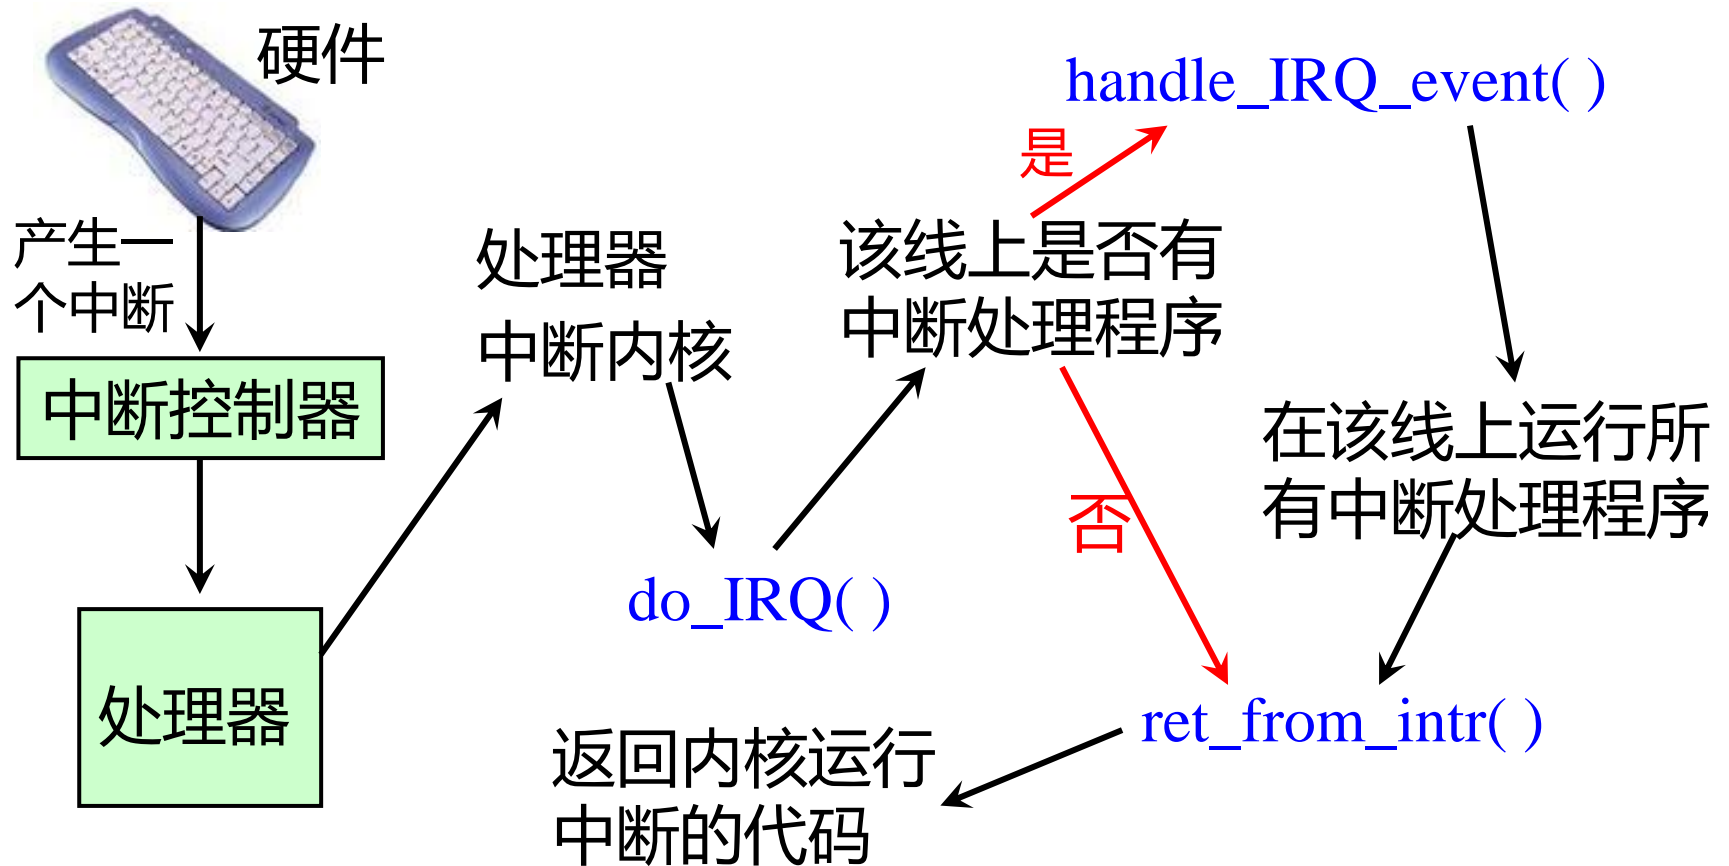 硬件
产生一
个中断
中断控制器
处理器
处理器
中断内核
do_IRQ( )
该线上是否有
中断处理程序
是
否
handle_IRQ_event( )
在该线上运行所
有中断处理程序
ret_from_intr( )
返回内核运行
中断的代码